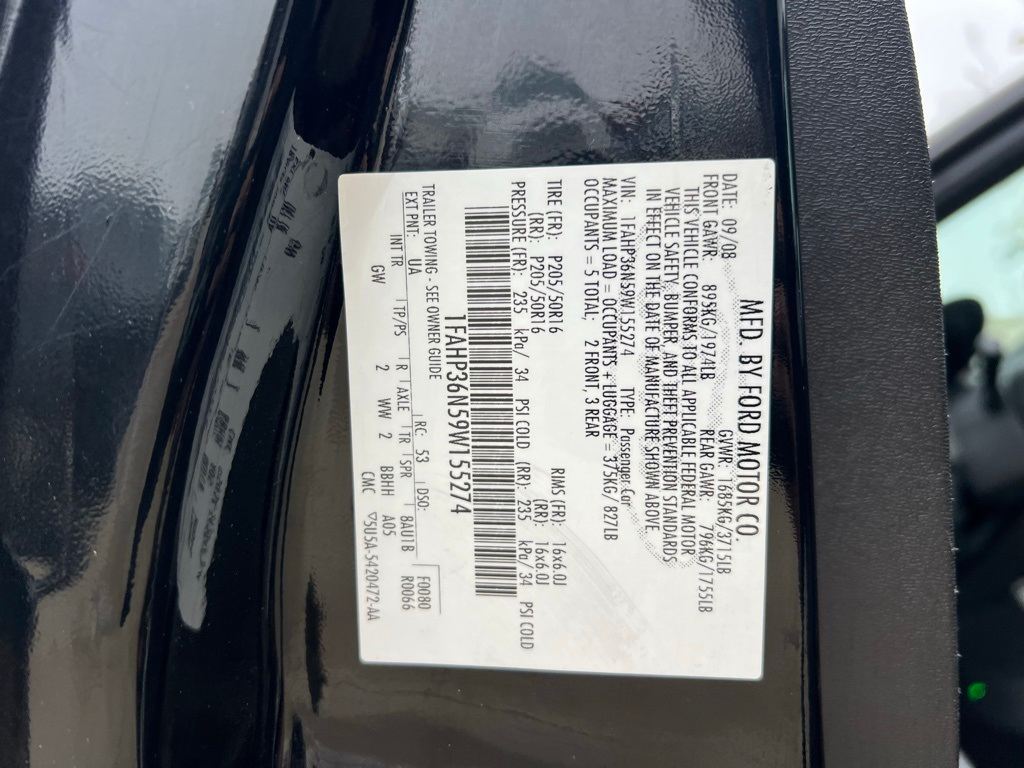 MFD. BY FORD MOTOR CO.
DATE: 09/08 GVWR: 1685KG/3715LB
FRONT GAWR: 895KG/1974LB REAR GAWR: 796KG/1755LB
THIS VEHICLE CONFORMS TO ALL APPLICABLE FEDERAL MOTOR
VEHICLE SAFETY, BUMPER, AND THEFT PREVENTION STANDARDS
IN EFFECT ON THE DATE OF MANUFACTURE SHOWN ABOVE.
VIN: 1FAHP36N59W155274 TYPE: Passenger Car
MAXIMUM LOAD = OCCUPANTS + LUGGAGE = 375KG/ 827LB
OCCUPANTS = 5 TOTAL, 2 FRONT, 3 REAR
TIRE (FR): P205/50R16 RIMS (FR): 16x6.0J
(RR): P205/50R16 (RR): 16x6.0J
PRESSURE (FR): 235 kPa/ 34 PSI COLD (RR): 235 kPa/ 34 PSI COLD
1FAHP36N59W155274
TRAILER TOWING - SEE OWNER GUIDE
EXT PNT: UA RC: 53 DSO: F0080
INT TR TP/PS R AXLE TR SPR BAU1B R0066
GW 2 WW 2 BBHH A05
CMC ▽5U5A-5420472-AA